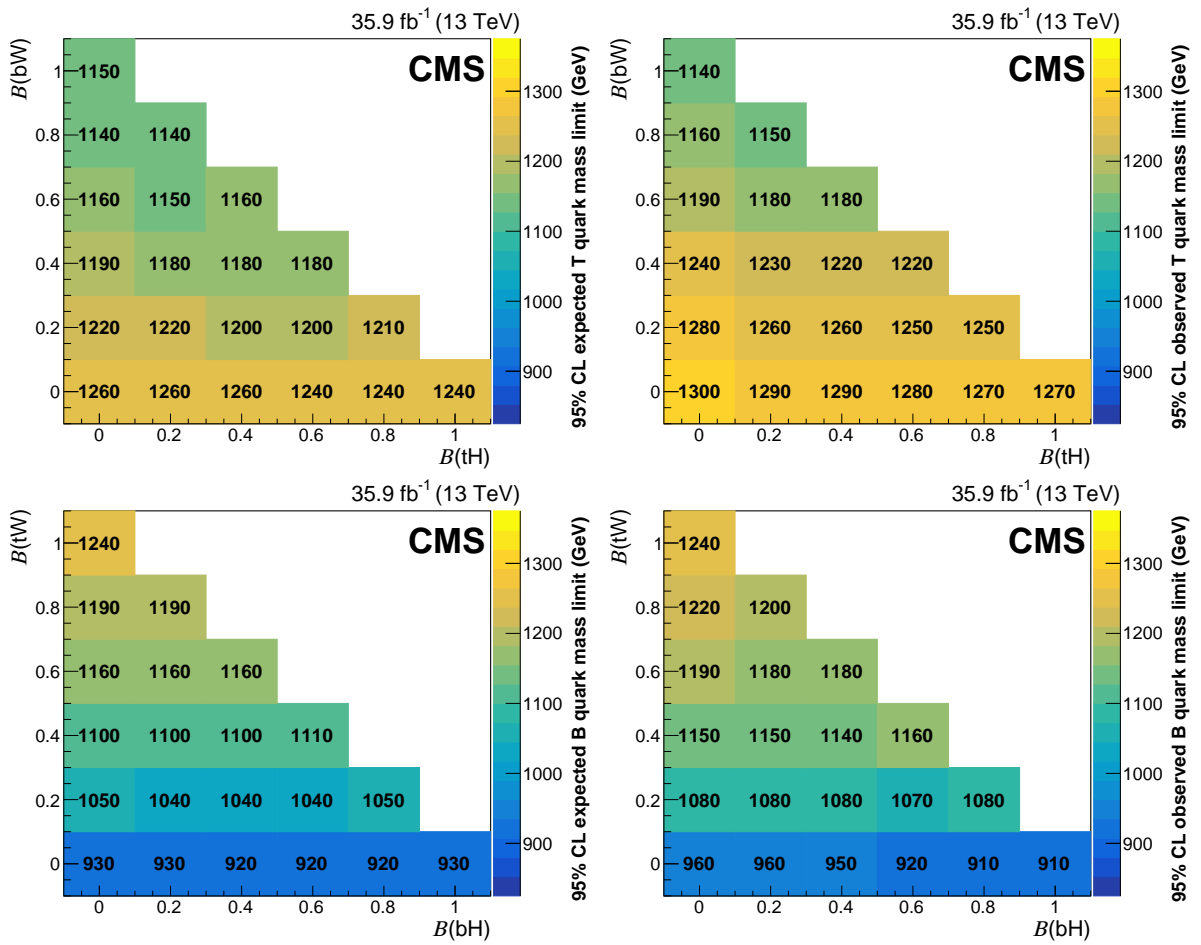 35.9 fb⁻¹ (13 TeV)
CMS
B(bW)
1 1150
0.8 1140 1140
0.6 1160 1150 1160
0.4 1190 1180 1180 1180
0.2 1220 1220 1200 1200 1210
0 1260 1260 1260 1240 1240 1240
0 0.2 0.4 0.6 0.8 1
B(tH)
1300
1200
1100
1000
900
95% CL expected T quark mass limit (GeV)
35.9 fb⁻¹ (13 TeV)
CMS
B(bW)
1 1140
0.8 1160 1150
0.6 1190 1180 1180
0.4 1240 1230 1220 1220
0.2 1280 1260 1260 1250 1250
0 1300 1290 1290 1280 1270 1270
0 0.2 0.4 0.6 0.8 1
B(tH)
1300
1200
1100
1000
900
95% CL observed T quark mass limit (GeV)
35.9 fb⁻¹ (13 TeV)
CMS
B(tW)
1 1240
0.8 1190 1190
0.6 1160 1160 1160
0.4 1100 1100 1100 1110
0.2 1050 1040 1040 1040 1050
0 930 930 920 920 920 930
0 0.2 0.4 0.6 0.8 1
B(bH)
1300
1200
1100
1000
900
95% CL expected B quark mass limit (GeV)
35.9 fb⁻¹ (13 TeV)
CMS
B(tW)
1 1240
0.8 1220 1200
0.6 1190 1180 1180
0.4 1150 1150 1140 1160
0.2 1080 1080 1080 1070 1080
0 960 960 950 920 910 910
0 0.2 0.4 0.6 0.8 1
B(bH)
1300
1200
1100
1000
900
95% CL observed B quark mass limit (GeV)